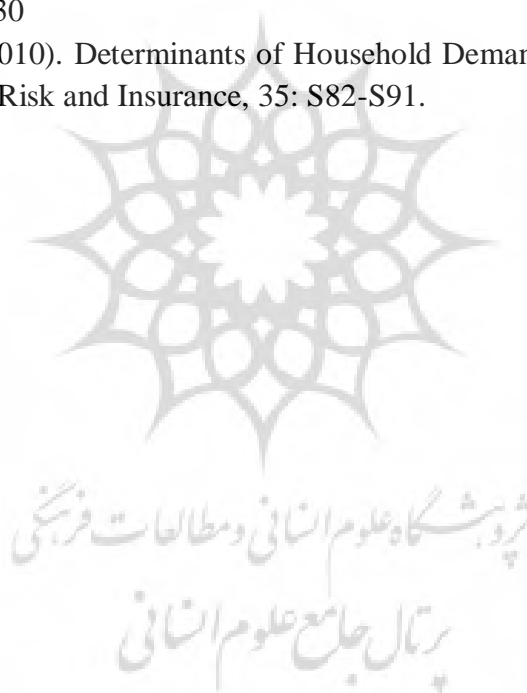 30
010). Determinants of Household Deman
Risk and Insurance, 35: S82-S91.
پژوهشگاه علوم انسانی و مطالعات فرهنگی
پرتال جامع علوم انسانی